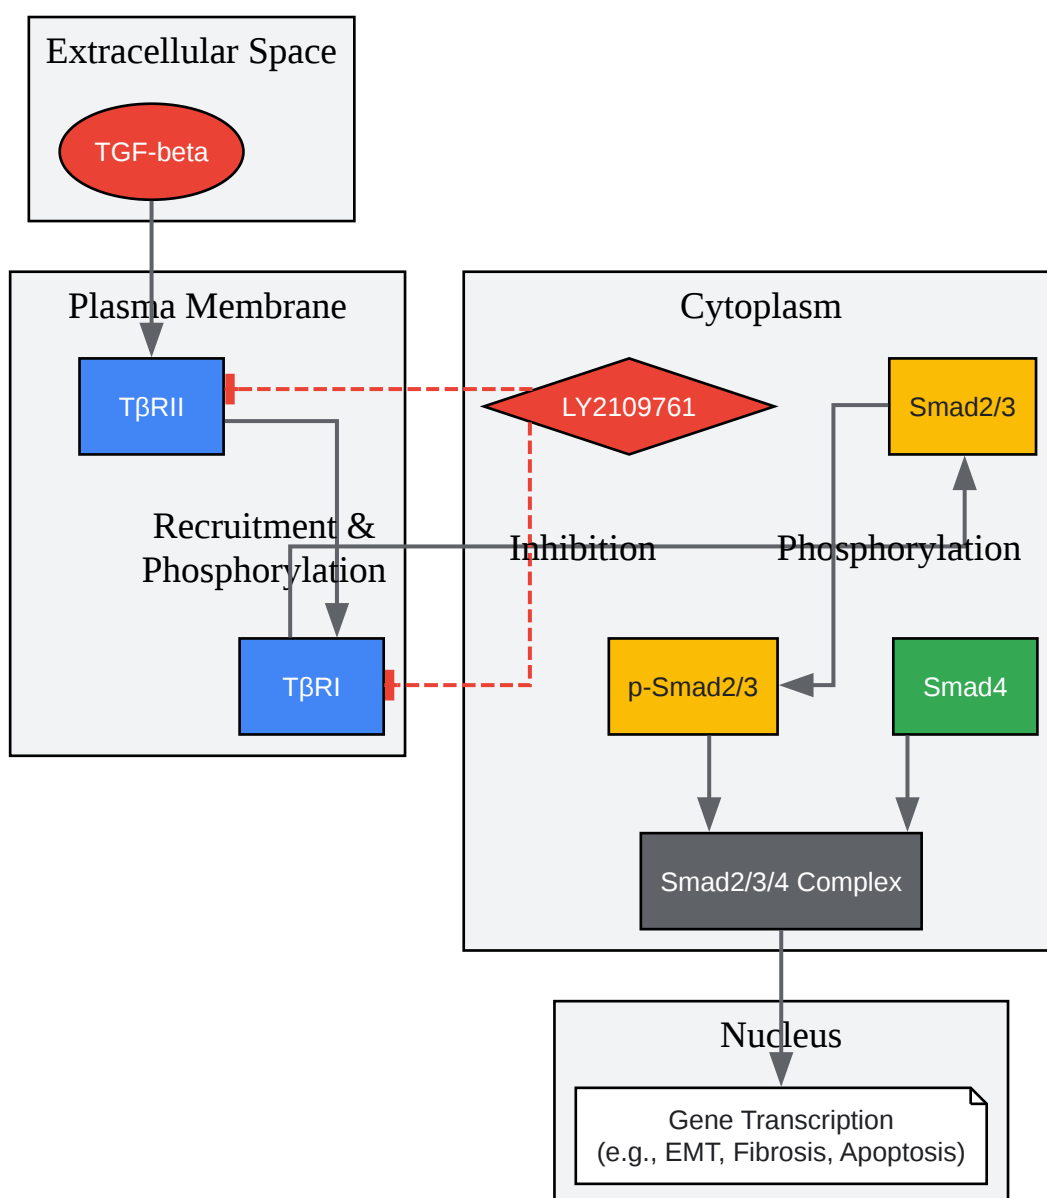 Extracellular Space
TGF-beta
Plasma Membrane
Cytoplasm
TβRII
LY2109761
Smad2/3
Recruitment &
Phosphorylation
Inhibition
Phosphorylation
TβRI
p-Smad2/3
Smad4
Smad2/3/4 Complex
Nucleus
Gene Transcription
(e.g., EMT, Fibrosis, Apoptosis)